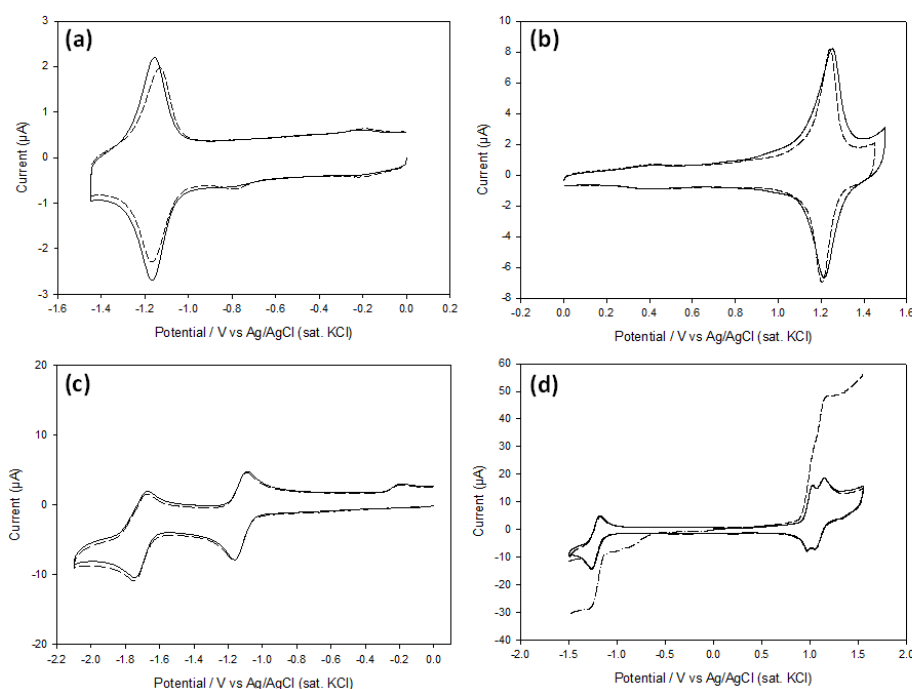 (a)
3
2
1
0
-1
-2
-3
Current (µA)
-1.6 -1.4 -1.2 -1.0 -0.8 -0.6 -0.4 -0.2 0.0 0.2
Potential / V vs Ag/AgCl (sat. KCl)
(b)
10
8
6
4
2
0
-2
-4
-6
-8
Current (µA)
-0.2 0.0 0.2 0.4 0.6 0.8 1.0 1.2 1.4 1.6
Potential / V vs Ag/AgCl (sat. KCl)
(c)
20
10
0
-10
-20
Current (µA)
-2.0 -1.8 -1.6 -1.4 -1.2 -1.0 -0.8 -0.6 -0.4 -0.2 0.0
Potential / V vs Ag/AgCl (sat. KCl)
(d)
60
50
40
30
20
10
0
-10
-20
-30
-40
Current (µA)
-2.0 -1.5 -1.0 -0.5 0.0 0.5 1.0 1.5 2.0
Potential / V vs Ag/AgCl (sat. KCl)